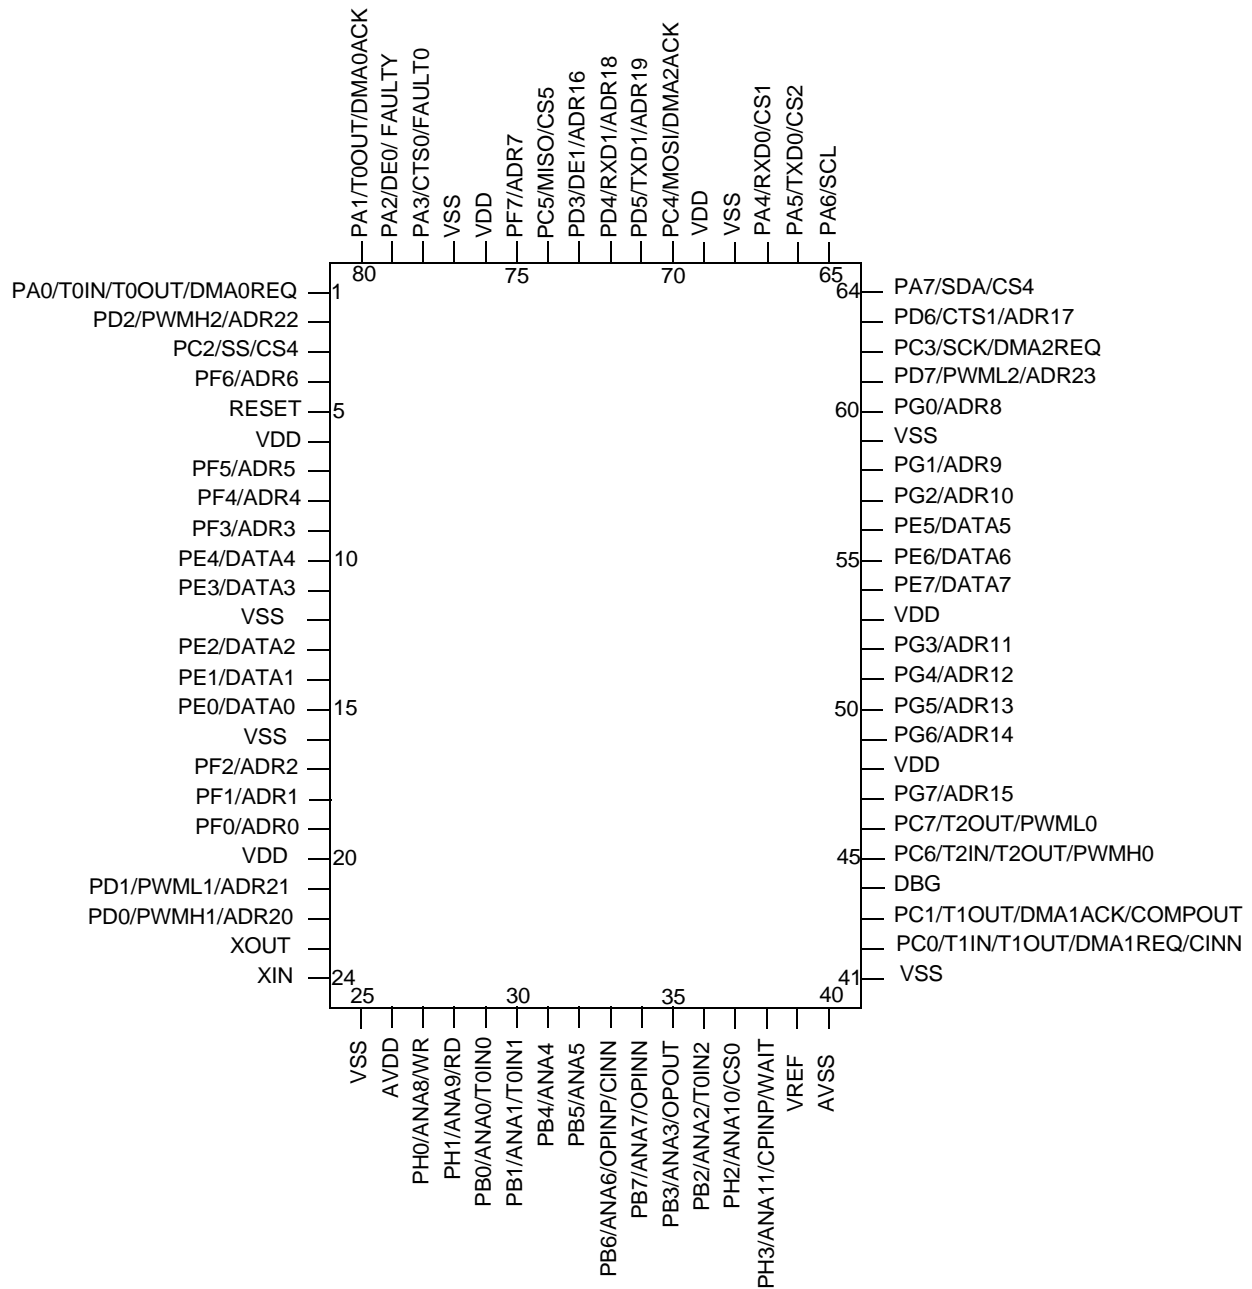 PA1/T0OUT/DMA0ACK
PA2/DE0/ FAULTY
PA3/CTS0/FAULT0
VSS
VDD
PF7/ADR7
PC5/MISO/CS5
PD3/DE1/ADR16
PD4/RXD1/ADR18
PD5/TXD1/ADR19
PC4/MOSI/DMA2ACK
VDD
VSS
PA4/RXD0/CS1
PA5/TXD0/CS2
PA6/SCL
80
75
70
65
PA0/T0IN/T0OUT/DMA0REQ 1
PD2/PWMH2/ADR22
PC2/SS/CS4
PF6/ADR6
RESET 5
VDD
PF5/ADR5
PF4/ADR4
PF3/ADR3
PE4/DATA4 10
PE3/DATA3
VSS
PE2/DATA2
PE1/DATA1
PE0/DATA0 15
VSS
PF2/ADR2
PF1/ADR1
PF0/ADR0
VDD 20
PD1/PWML1/ADR21
PD0/PWMH1/ADR20
XOUT
XIN 24
64 PA7/SDA/CS4
PD6/CTS1/ADR17
PC3/SCK/DMA2REQ
PD7/PWML2/ADR23
60 PG0/ADR8
VSS
PG1/ADR9
PG2/ADR10
PE5/DATA5
55 PE6/DATA6
PE7/DATA7
VDD
PG3/ADR11
PG4/ADR12
50 PG5/ADR13
PG6/ADR14
VDD
PG7/ADR15
PC7/T2OUT/PWML0
45 PC6/T2IN/T2OUT/PWMH0
DBG
PC1/T1OUT/DMA1ACK/COMPOUT
PC0/T1IN/T1OUT/DMA1REQ/CINN
41 VSS
25
30
35
40
VSS
AVDD
PH0/ANA8/WR
PH1/ANA9/RD
PB0/ANA0/T0IN0
PB1/ANA1/T0IN1
PB4/ANA4
PB5/ANA5
PB6/ANA6/OPINP/CINN
PB7/ANA7/OPINN
PB3/ANA3/OPOUT
PB2/ANA2/T0IN2
PH2/ANA10/CS0
PH3/ANA11/CPINP/WAIT
VREF
AVSS